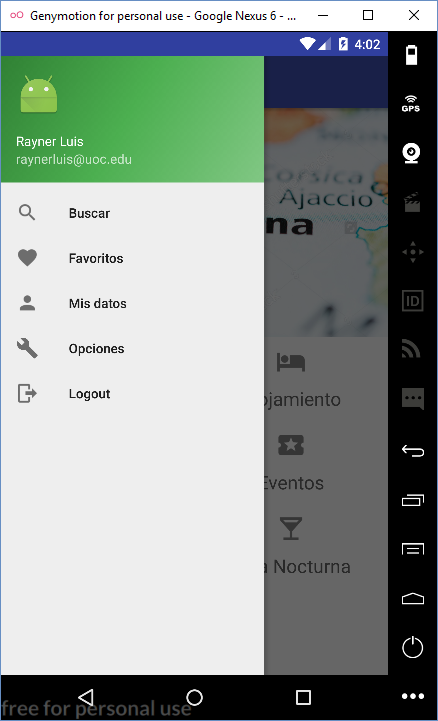 Genymotion for personal use - Google Nexus 6 - ...
4:02
GPS
Rayner Luis
raynerluis@uoc.edu
Corsica
Ajaccio
na
Buscar
Favoritos
Mis datos
ID
Opciones
ojamiento
Logout
Eventos
a Nocturna
free for personal use